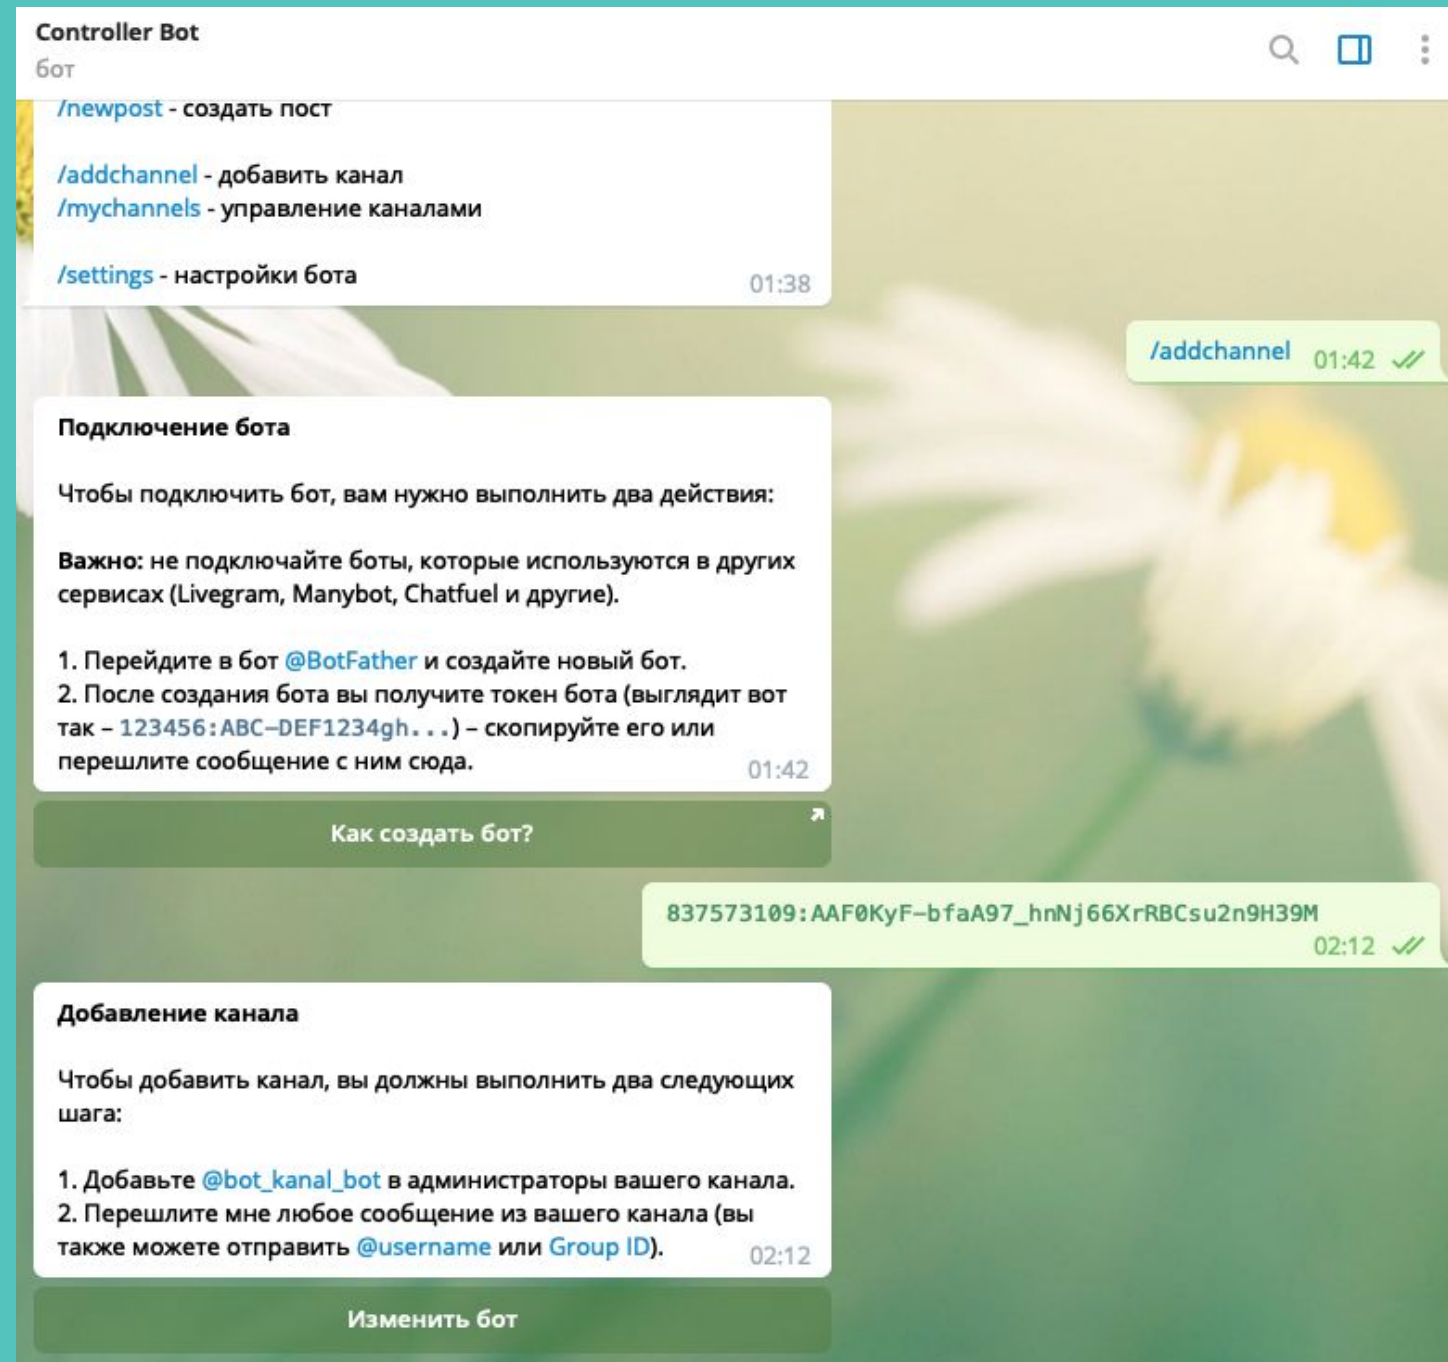 Controller Bot
бот
/newpost - создать пост
/addchannel - добавить канал
/mychannels - управление каналами
/settings - настройки бота
01:38
/addchannel 01:42
Подключение бота
Чтобы подключить бот, вам нужно выполнить два действия:
Важно: не подключайте боты, которые используются в других
сервисах (Livegram, Manybot, Chatfuel и другие).
1. Перейдите в бот @BotFather и создайте новый бот.
2. После создания бота вы получите токен бота (выглядит вот
так – 123456:ABC-DEF1234gh...) – скопируйте его или
перешлите сообщение с ним сюда.
01:42
Как создать бот?
837573109:AAF0KyF-bfaA97_hnNj66XrRBCsu2n9H39M
02:12
Добавление канала
Чтобы добавить канал, вы должны выполнить два следующих
шага:
1. Добавьте @bot_kanal_bot в администраторы вашего канала.
2. Перешлите мне любое сообщение из вашего канала (вы
также можете отправить @username или Group ID).
02:12
Изменить бот